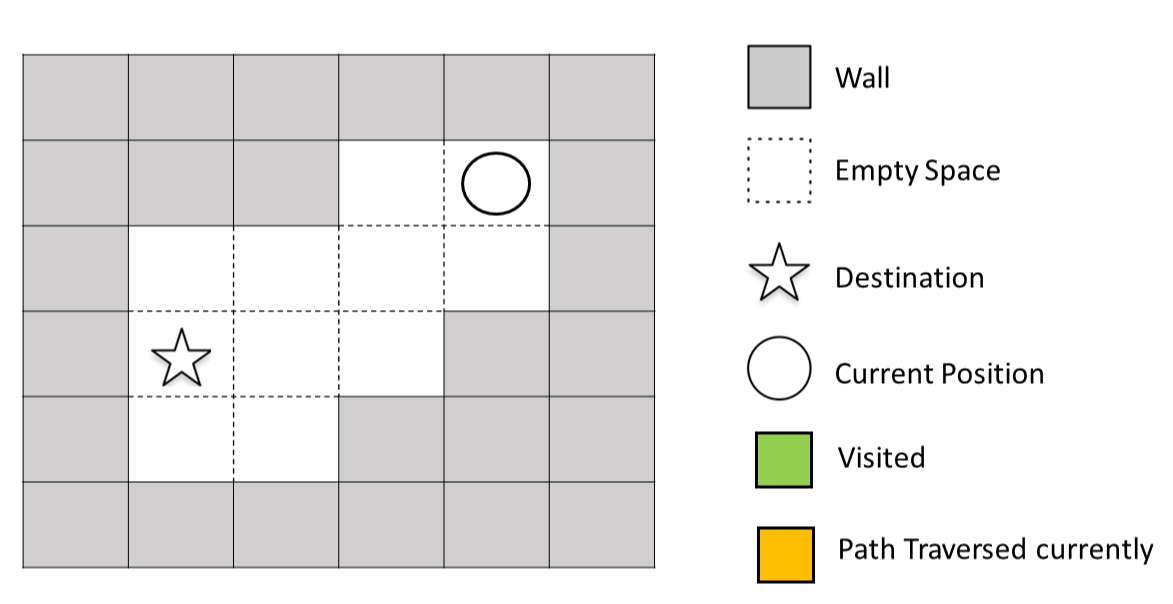 Wall
Empty Space
Destination
Current Position
Visited
Path Traversed currently